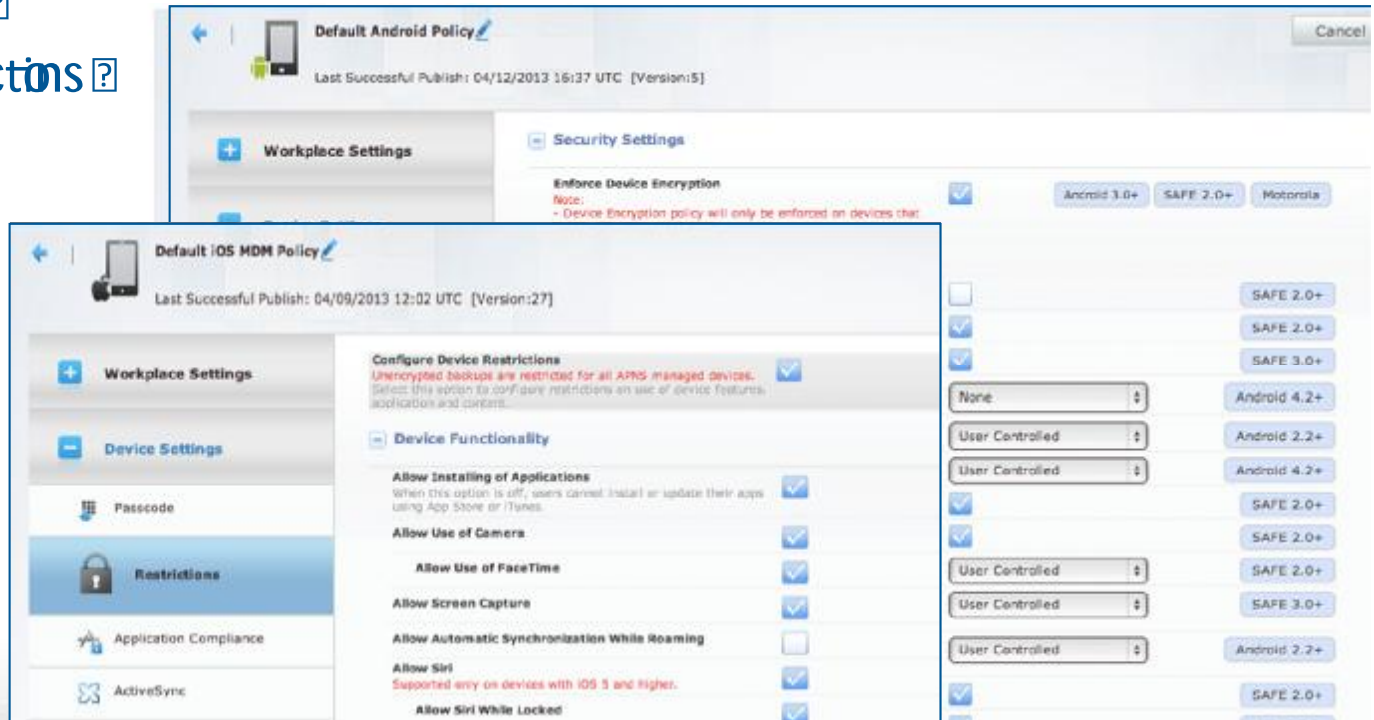 Default Android Policy
Cancel
Last Successful Publish: 04/12/2013 16:37 UTC [Version:5]
Workplace Settings
Security Settings
Enforce Device Encryption
Note:
- Device Encryption policy will only be enforced on devices that
Android 3.0+ SAFE 2.0+ Motorola
Default iOS MDM Policy
Last Successful Publish: 04/09/2013 12:02 UTC [Version:27]
Workplace Settings
Device Settings
Passcode
Restrictions
Application Compliance
ActiveSync
Configure Device Restrictions
Unencrypted backups are restricted for all APNS managed devices.
Select this option to configure restrictions on use of device features,
application and content.
Device Functionality
Allow Installing of Applications
When this option is off, users cannot install or update their apps
using App Store or iTunes.
Allow Use of Camera
Allow Use of FaceTime
Allow Screen Capture
Allow Automatic Synchronization While Roaming
Allow Siri
Supported only on devices with iOS 5 and higher.
Allow Siri While Locked
SAFE 2.0+
SAFE 2.0+
SAFE 3.0+
None Android 4.2+
User Controlled Android 2.2+
User Controlled Android 4.2+
SAFE 2.0+
SAFE 2.0+
User Controlled SAFE 2.0+
User Controlled SAFE 3.0+
User Controlled Android 2.2+
SAFE 2.0+